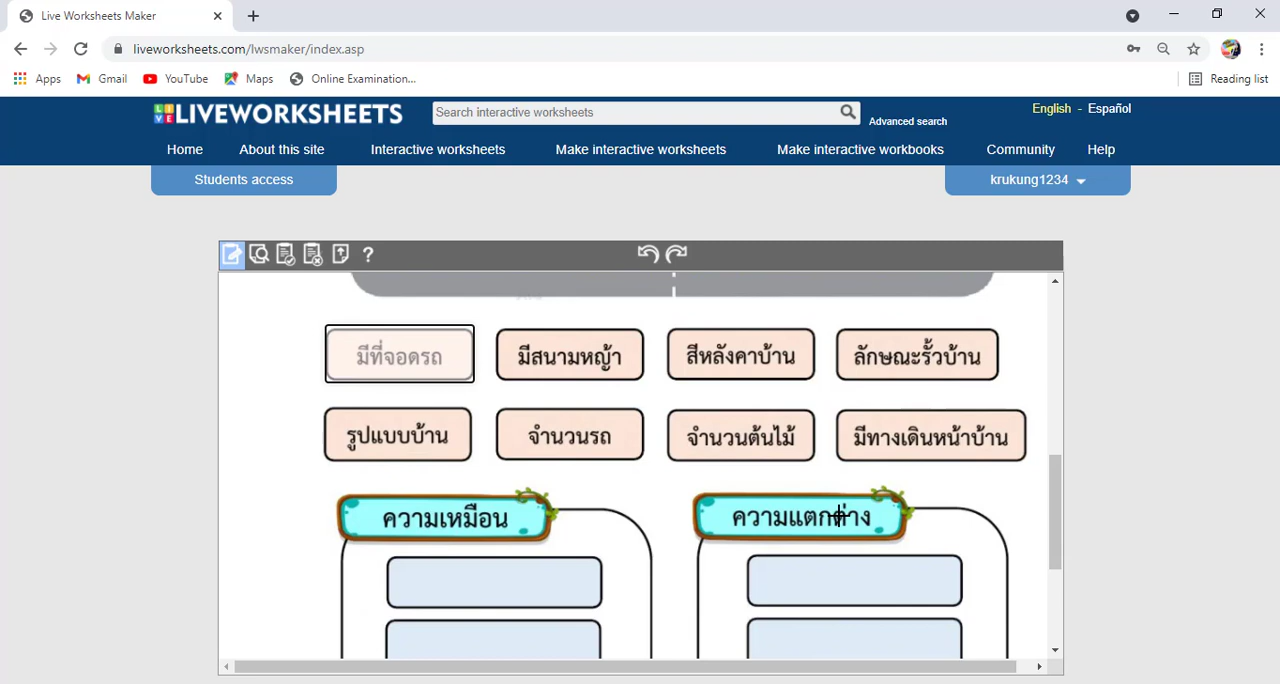 Live Worksheets Maker
liveworksheets.com/lwsmaker/index.asp
Apps Gmail YouTube Maps Online Examination... Reading list
LIVEWORKSHEETS Search interactive worksheets Advanced search English - Español
Home About this site Interactive worksheets Make interactive worksheets Make interactive workbooks Community Help
Students access krukung1234
?
มีที่จอดรถ มีสนามหญ้า สีหลังคาบ้าน ลักษณะรั้วบ้าน
รูปแบบบ้าน จำนวนรถ จำนวนต้นไม้ มีทางเดินหน้าบ้าน
ความเหมือน ความแตกต่าง